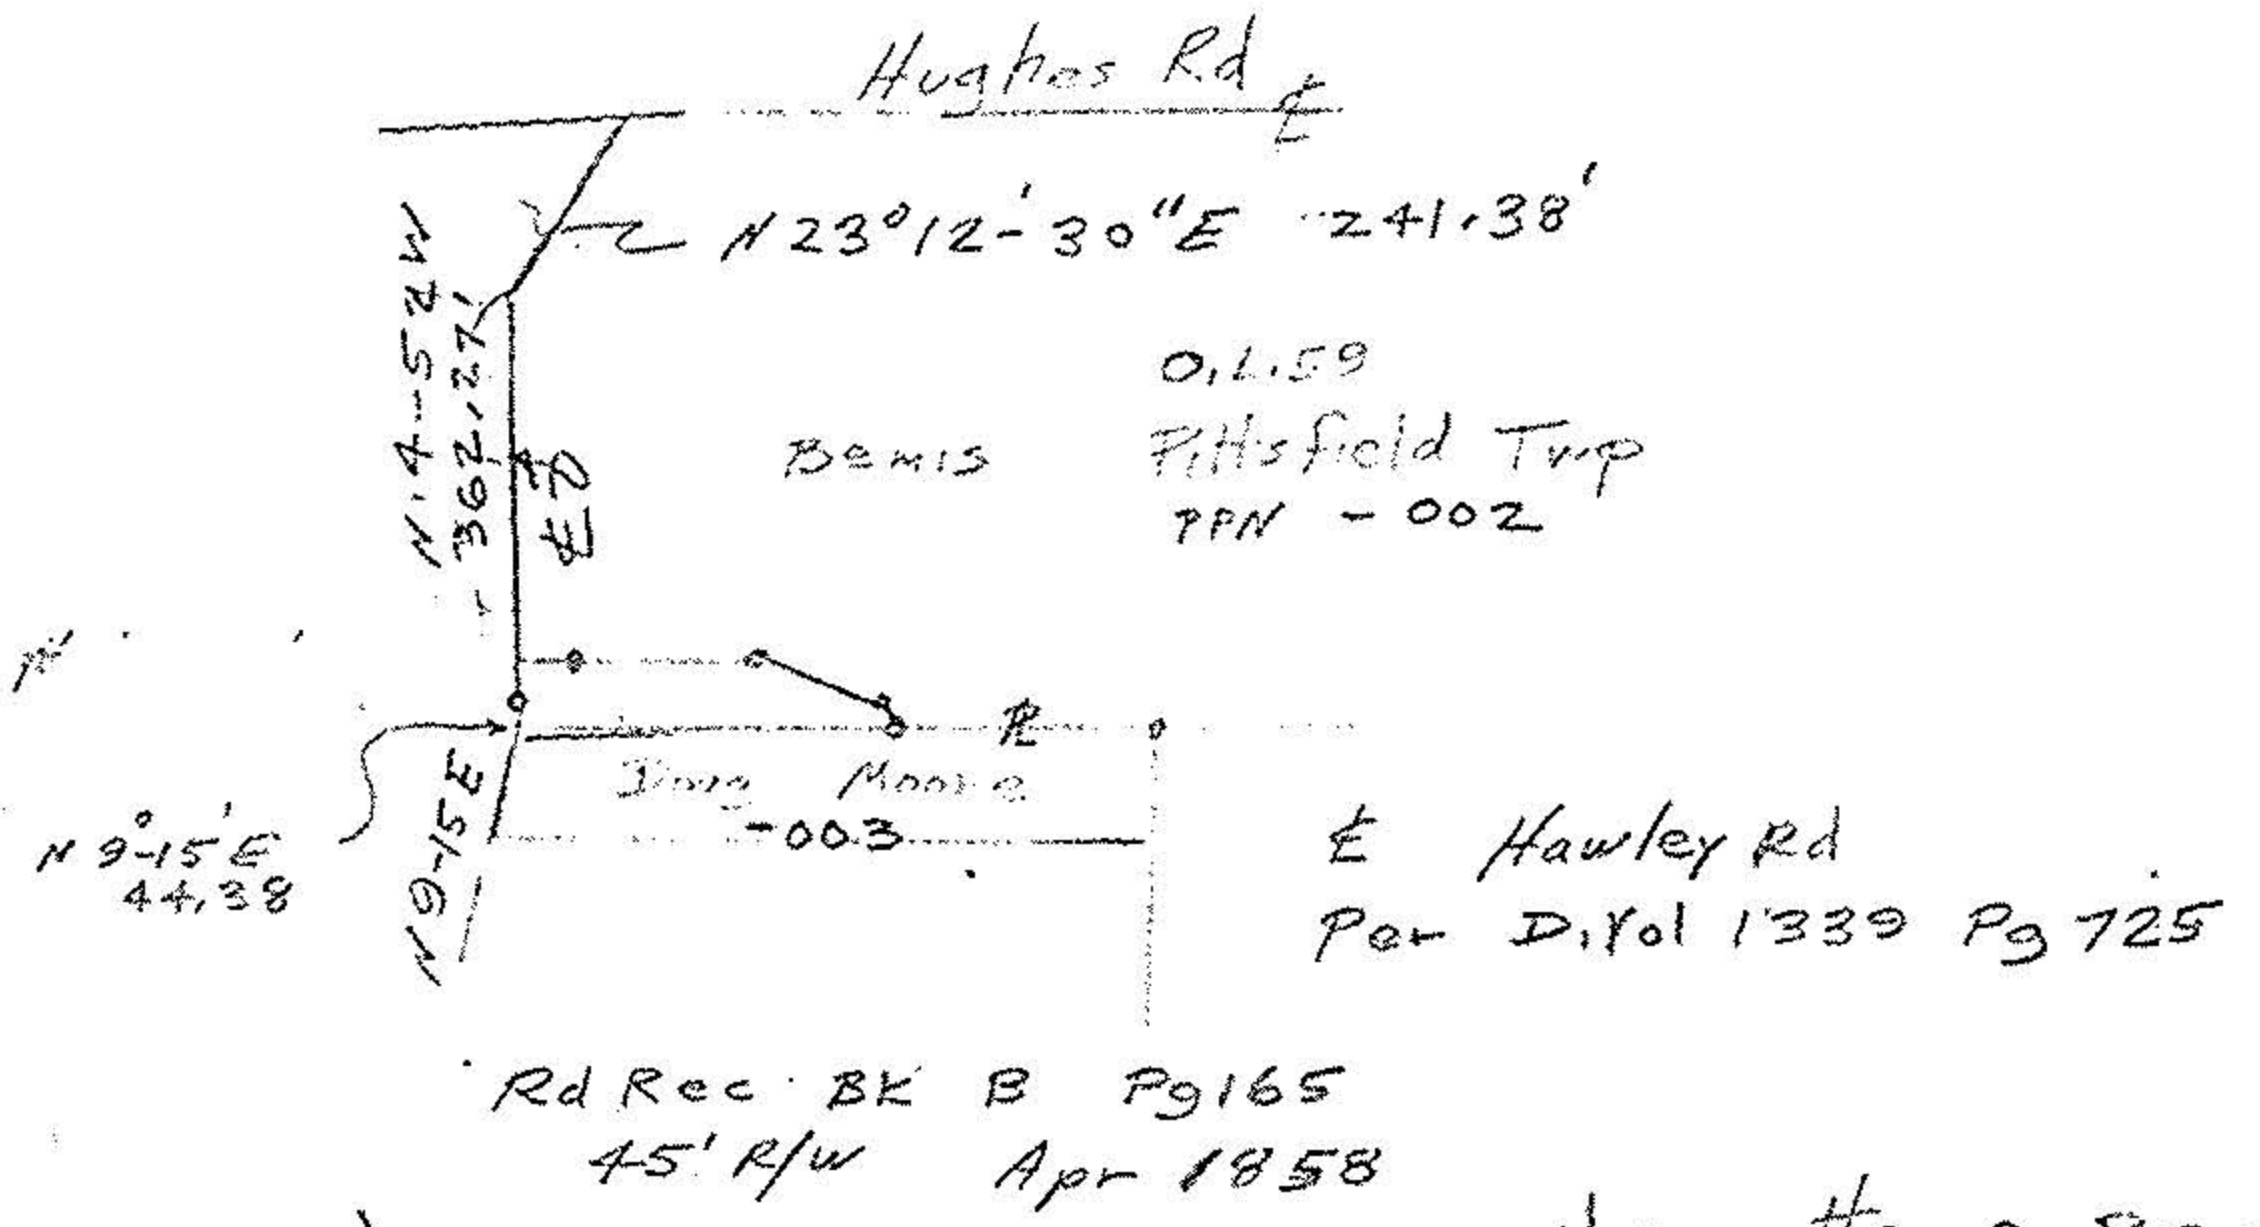 Hughes Rd ℄
N 23°12'-30"E 241.38'
N 4-52 W
362.27'
O.L.59
Bemis Pittsfield Twp
PPN - 002
℄
PL
Doug Moore
-003
N 9-15 E
N 9°-15' E
44.38
℄ Hawley Rd
Per D.Vol 1339 Pg 725
Rd Rec. BK B Pg 165
45' R/W Apr 1858